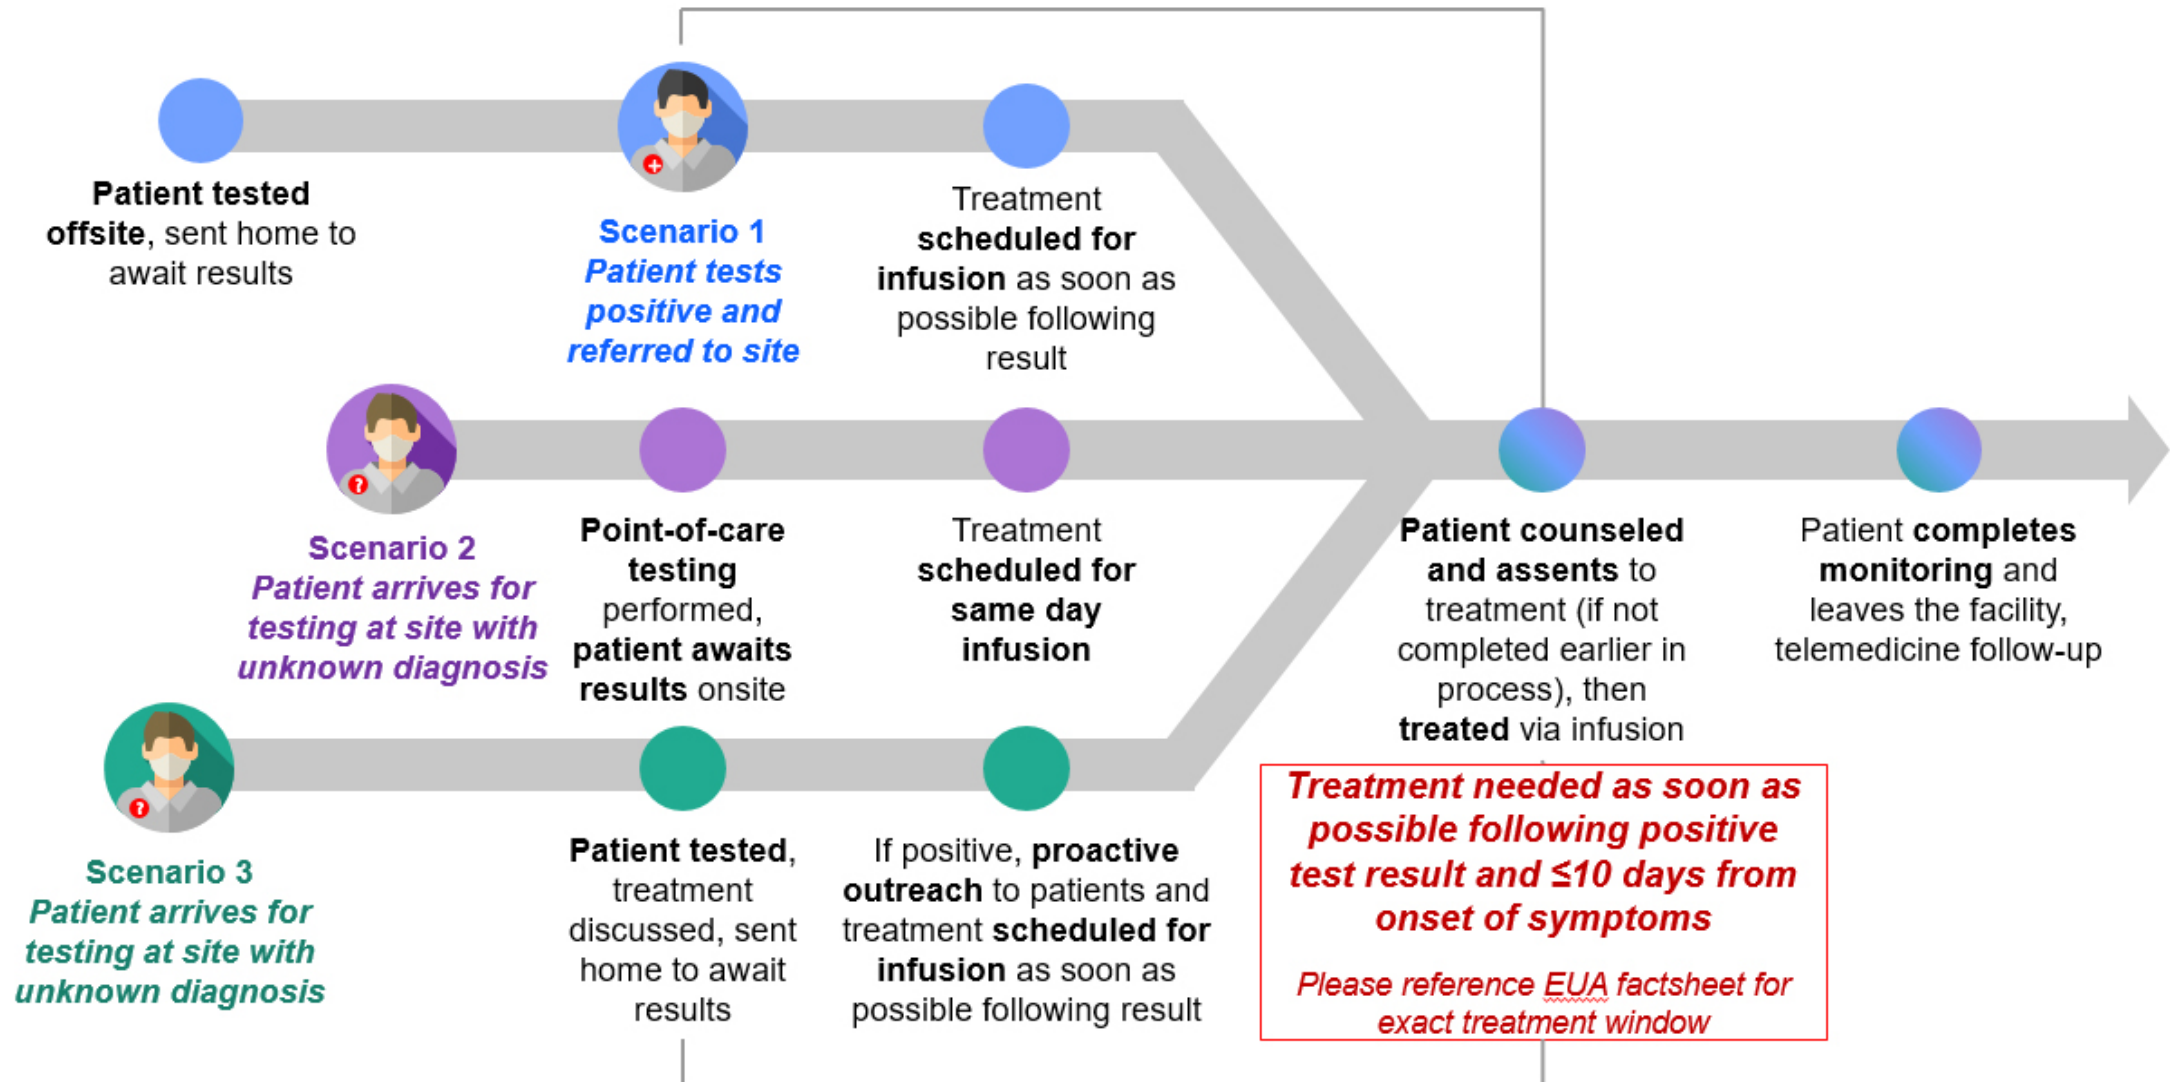 Patient tested
offsite, sent home to
await results
Scenario 1
Patient tests
positive and
referred to site
Treatment
scheduled for
infusion as soon as
possible following
result
Scenario 2
Patient arrives for
testing at site with
unknown diagnosis
Point-of-care
testing
performed,
patient awaits
results onsite
Treatment
scheduled for
same day
infusion
Patient counseled
and assents to
treatment (if not
completed earlier in
process), then
treated via infusion
Patient completes
monitoring and
leaves the facility,
telemedicine follow-up
Scenario 3
Patient arrives for
testing at site with
unknown diagnosis
Patient tested,
treatment
discussed, sent
home to await
results
If positive, proactive
outreach to patients and
treatment scheduled for
infusion as soon as
possible following result
Treatment needed as soon as
possible following positive
test result and ≤10 days from
onset of symptoms
Please reference EUA factsheet for
exact treatment window